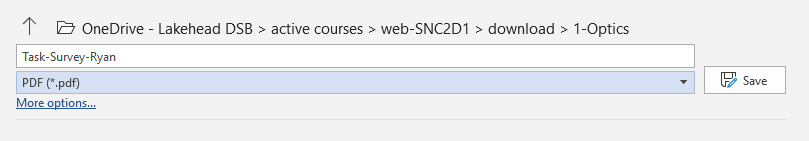 OneDrive - Lakehead DSB > active courses > web-SNC2D1 > download > 1-Optics
Task-Survey-Ryan
PDF (*.pdf)
Save
More options...